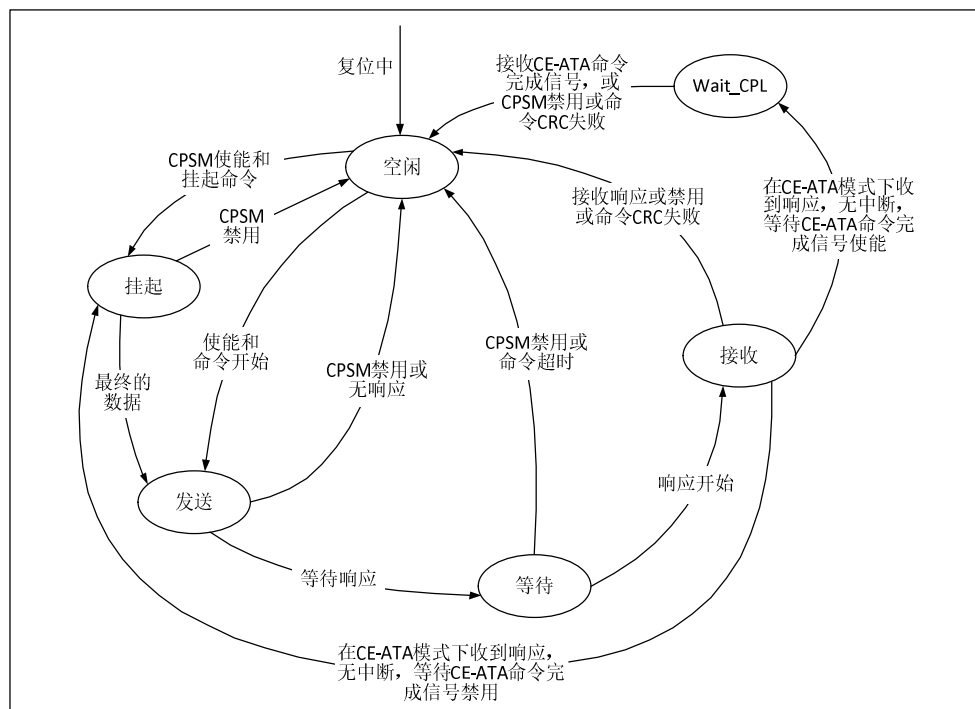 复位中
接收CE-ATA命令
完成信号，或
CPSM禁用或命
令CRC失败
Wait_CPL
空闲
CPSM使能和
挂起命令
CPSM
禁用
接收响应或禁用
或命令CRC失败
在CE-ATA模式下收
到响应，无中断，
等待CE-ATA命令完
成信号使能
挂起
使能和
命令开始
CPSM禁用或
无响应
CPSM禁用或
命令超时
接收
最终的
数据
发送
响应开始
等待响应
等待
在CE-ATA模式下收到响应，
无中断，等待CE-ATA命令完
成信号禁用